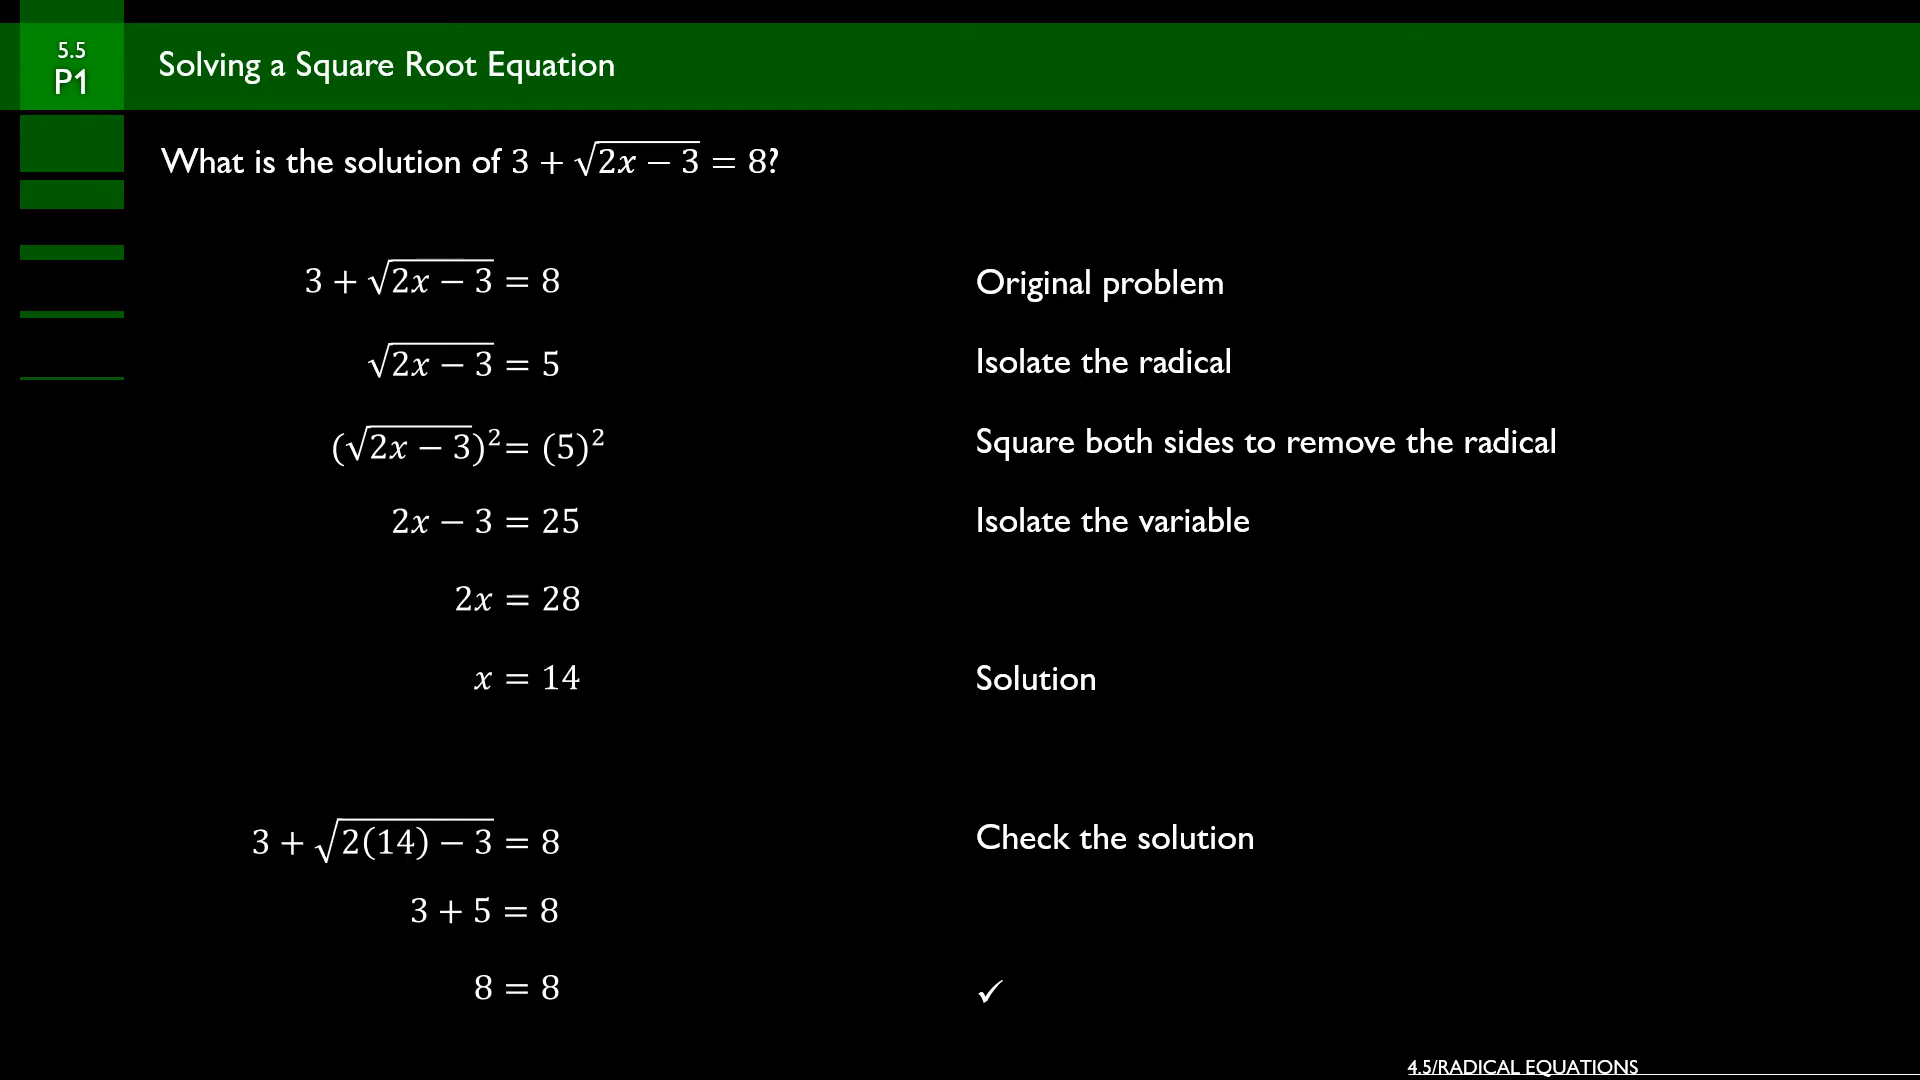 5.5
P1
Solving a Square Root Equation
What is the solution of 3 + √(2x − 3) = 8?
3 + √(2x − 3) = 8 Original problem
√(2x − 3) = 5 Isolate the radical
(√(2x − 3))² = (5)² Square both sides to remove the radical
2x − 3 = 25 Isolate the variable
2x = 28
x = 14 Solution
3 + √(2(14) − 3) = 8 Check the solution
3 + 5 = 8
8 = 8 ✓
4.5/RADICAL EQUATIONS